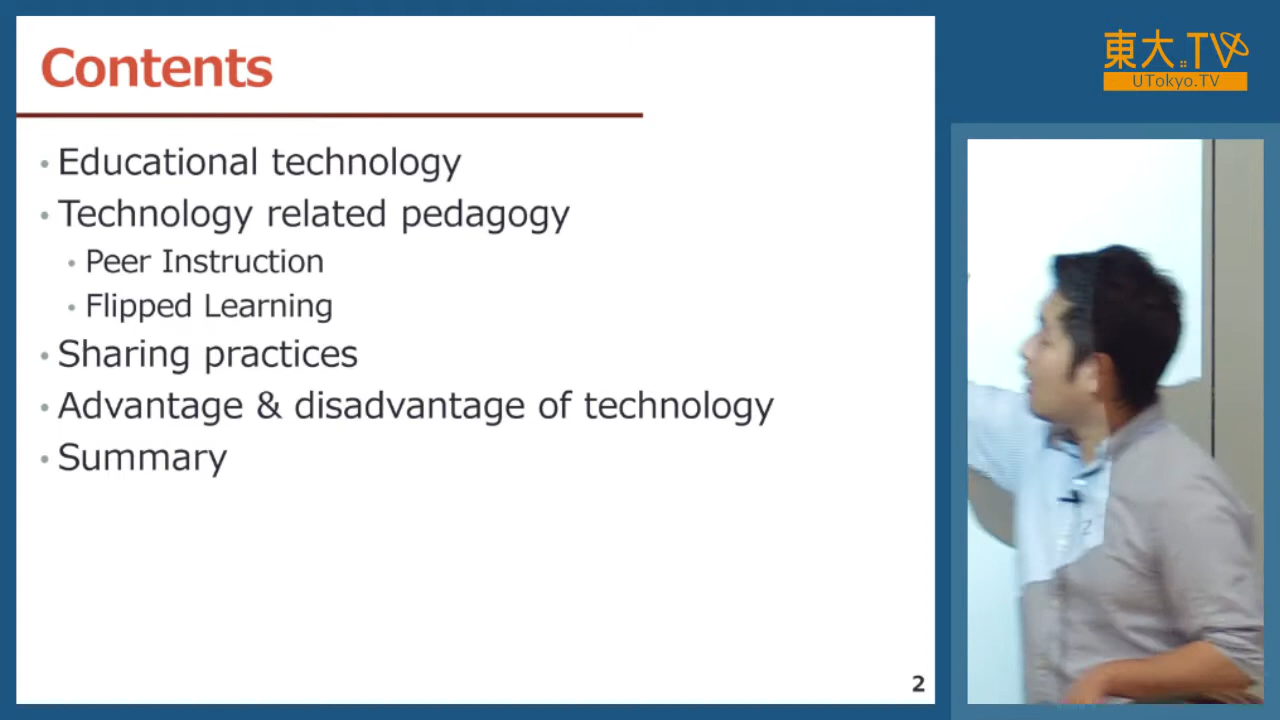 Contents
• Educational technology
• Technology related pedagogy
• Peer Instruction
• Flipped Learning
• Sharing practices
• Advantage & disadvantage of technology
• Summary
2
東大.TV
UTokyo.TV
2